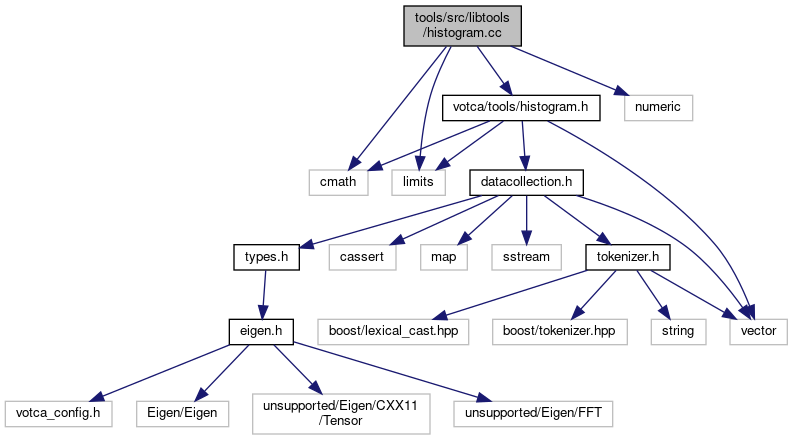 tools/src/libtools
/histogram.cc
votca/tools/histogram.h
numeric
cmath
limits
datacollection.h
types.h
cassert
map
sstream
tokenizer.h
eigen.h
boost/lexical_cast.hpp
boost/tokenizer.hpp
string
vector
votca_config.h
Eigen/Eigen
unsupported/Eigen/CXX11
/Tensor
unsupported/Eigen/FFT